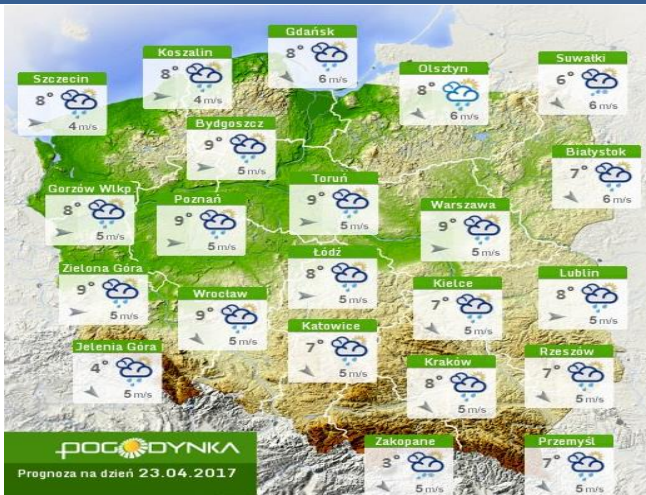 Gdańsk
8°
6 m/s
Koszalin
8°
4 m/s
Suwałki
6°
6 m/s
Olsztyn
8°
6 m/s
Szczecin
8°
4 m/s
Bydgoszcz
9°
5 m/s
Białystok
7°
6 m/s
Toruń
9°
5 m/s
Gorzów Wlkp
8°
5 m/s
Poznań
9°
5 m/s
Warszawa
9°
5 m/s
Łódź
8°
5 m/s
Zielona Góra
9°
5 m/s
Lublin
8°
5 m/s
Kielce
7°
5 m/s
Wrocław
9°
5 m/s
Katowice
7°
5 m/s
Jelenia Góra
4°
5 m/s
Rzeszów
7°
5 m/s
Kraków
8°
5 m/s
Zakopane
3°
5 m/s
Przemyśl
7°
5 m/s
POGODYNKA
Prognoza na dzień 23.04.2017